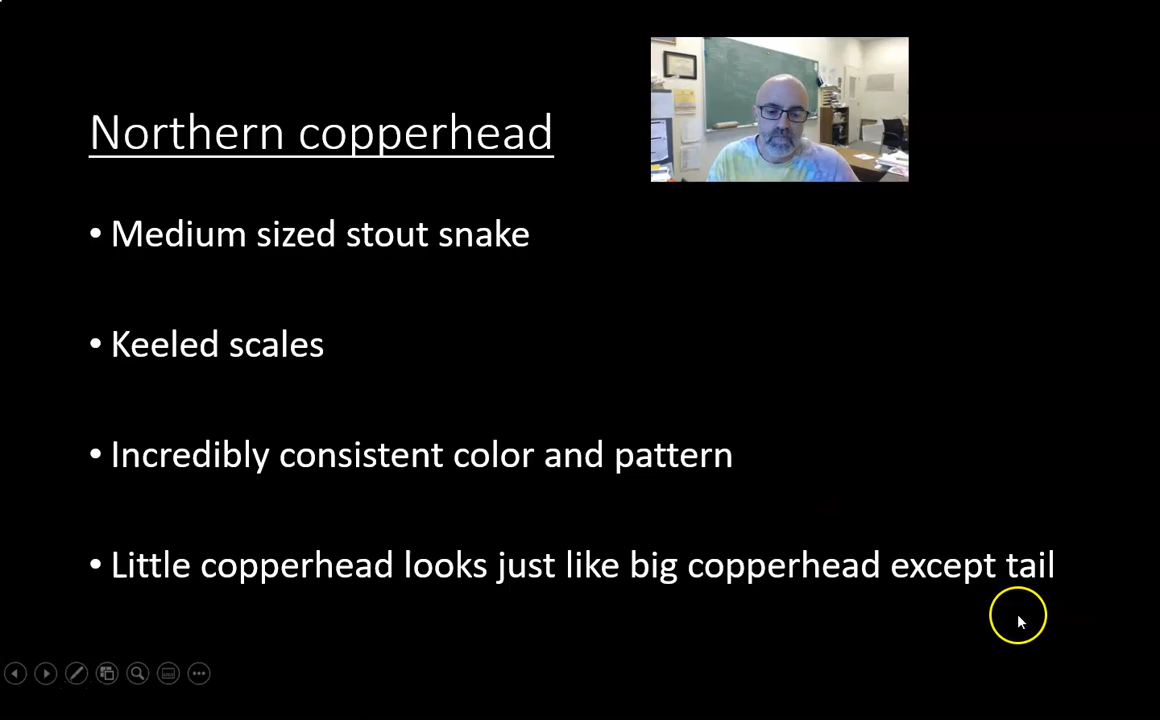 Northern copperhead
• Medium sized stout snake
• Keeled scales
• Incredibly consistent color and pattern
• Little copperhead looks just like big copperhead except tail